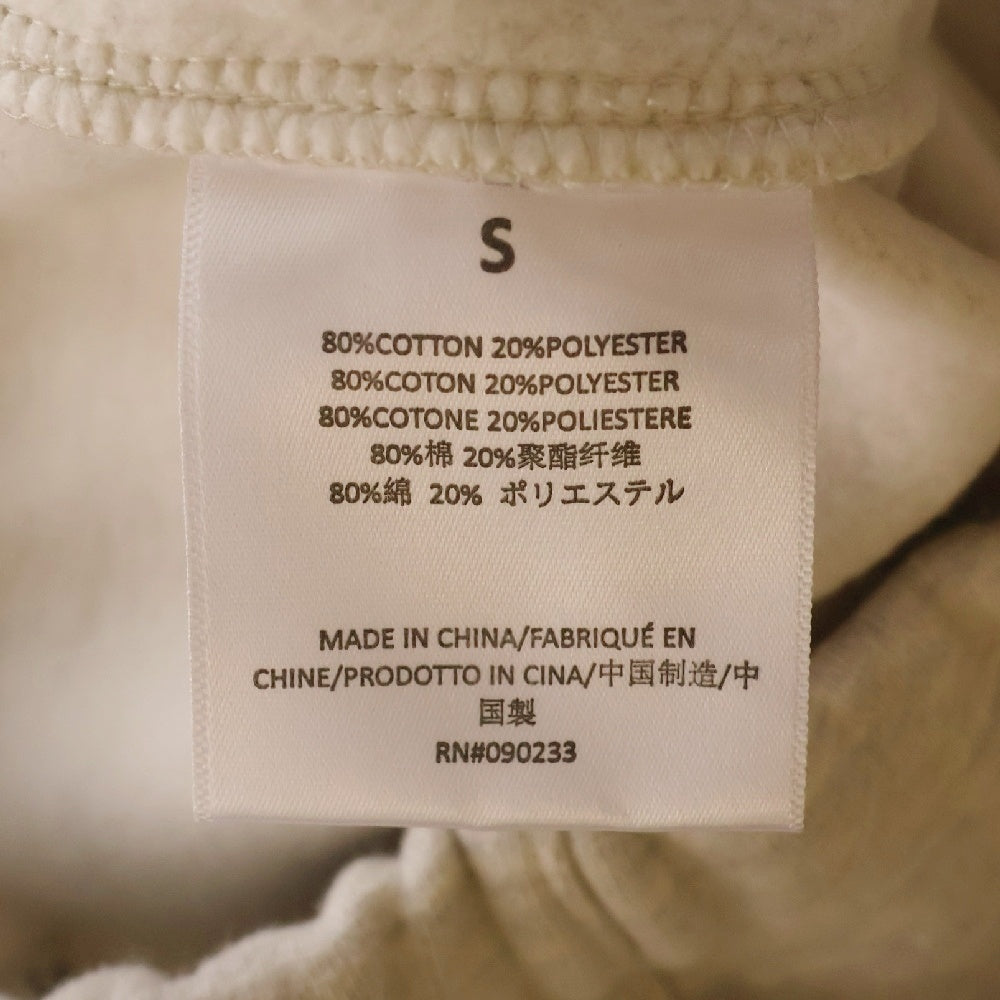 S
80%COTTON 20%POLYESTER
80%COTON 20%POLYESTER
80%COTONE 20%POLIESTERE
80%棉 20%聚酯纤维
80%綿 20% ポリエステル
MADE IN CHINA/FABRIQUÉ EN
CHINE/PRODOTTO IN CINA/中国制造/中
国製
RN#090233